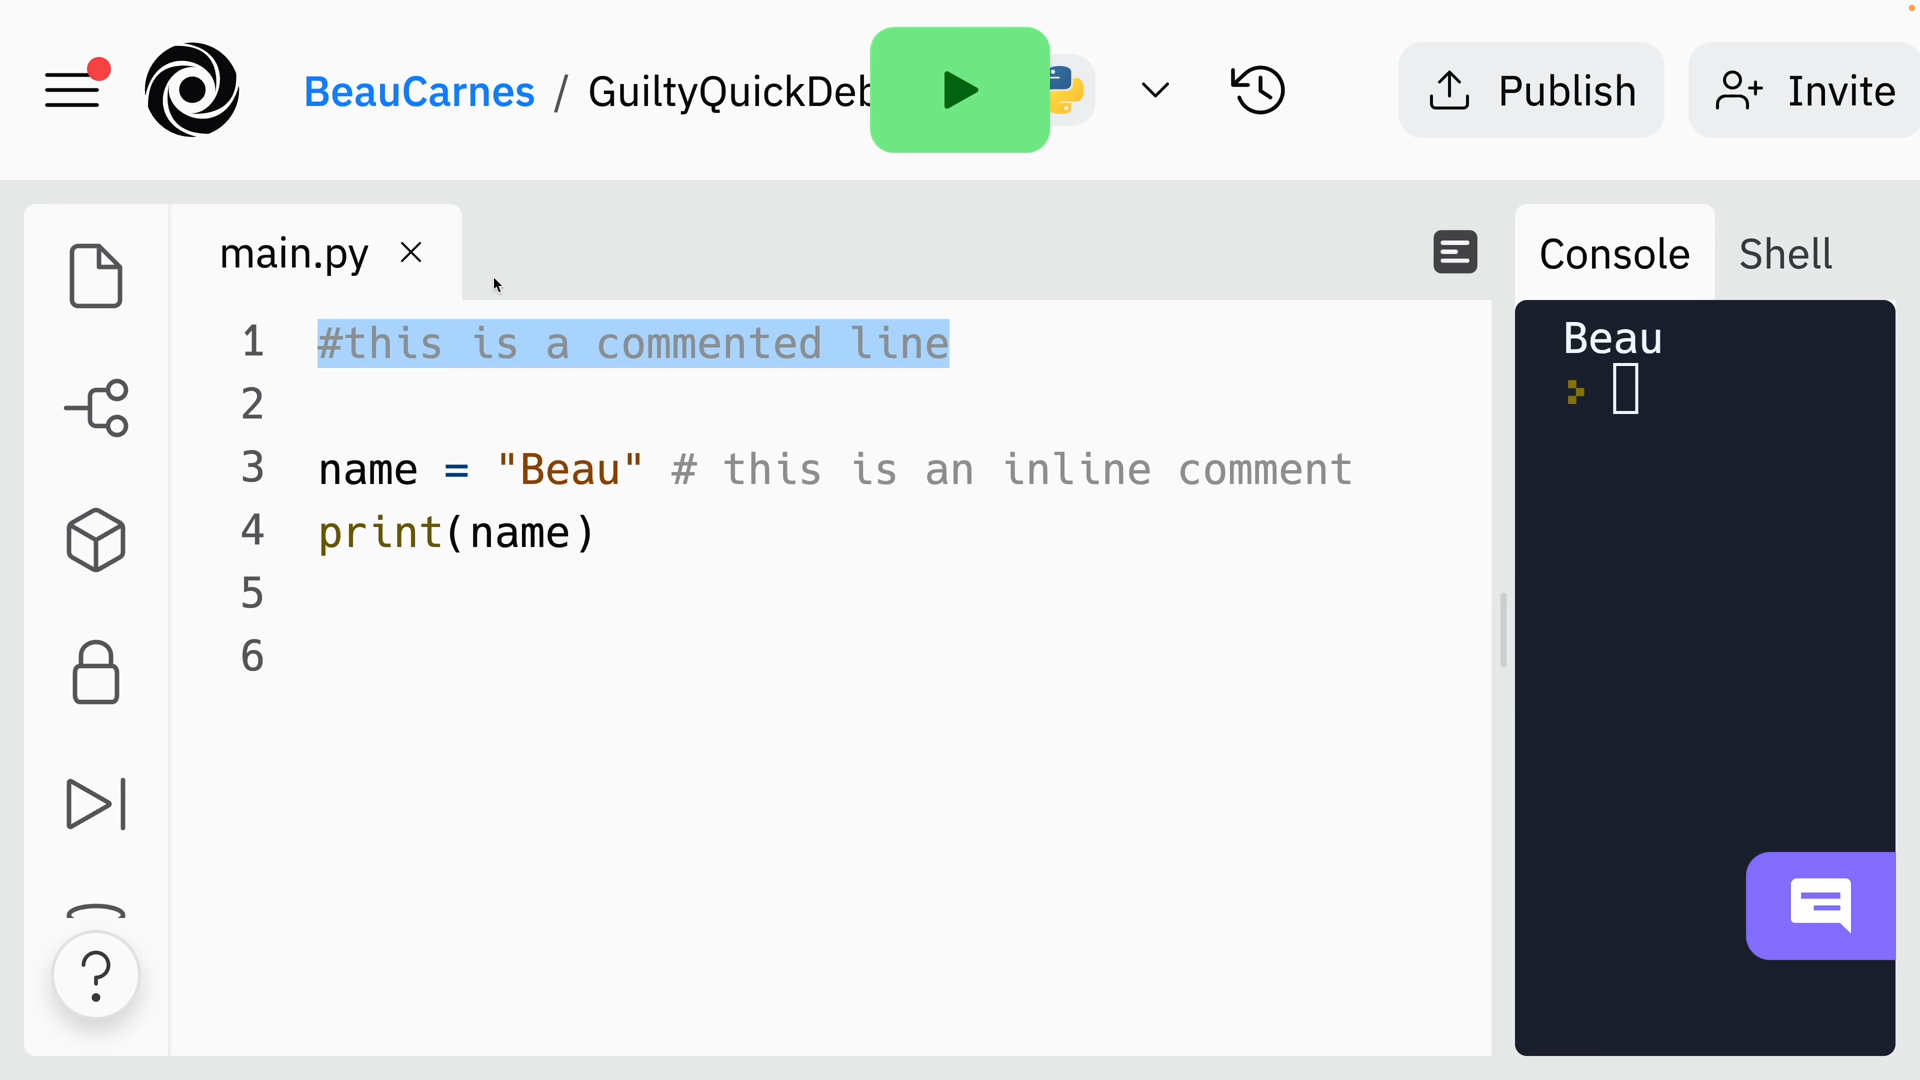 BeauCarnes / GuiltyQuickDeb
Publish
Invite
main.py
Console
Shell
1 #this is a commented line
2
3 name = "Beau" # this is an inline comment
4 print(name)
5
6
Beau
?